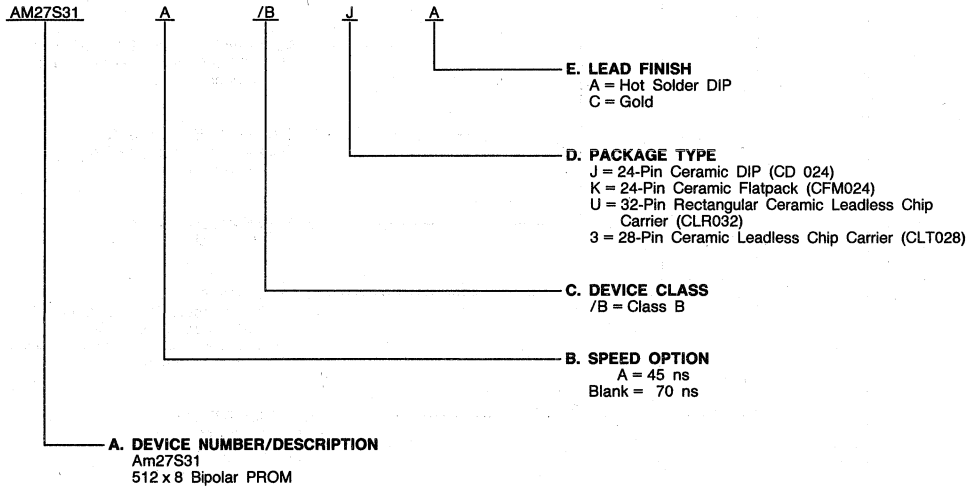 AM27S31 A /B J A
E. LEAD FINISH
A = Hot Solder DIP
C = Gold
D. PACKAGE TYPE
J = 24-Pin Ceramic DIP (CD 024)
K = 24-Pin Ceramic Flatpack (CFM024)
U = 32-Pin Rectangular Ceramic Leadless Chip
Carrier (CLR032)
3 = 28-Pin Ceramic Leadless Chip Carrier (CLT028)
C. DEVICE CLASS
/B = Class B
B. SPEED OPTION
A = 45 ns
Blank = 70 ns
A. DEVICE NUMBER/DESCRIPTION
Am27S31
512 x 8 Bipolar PROM